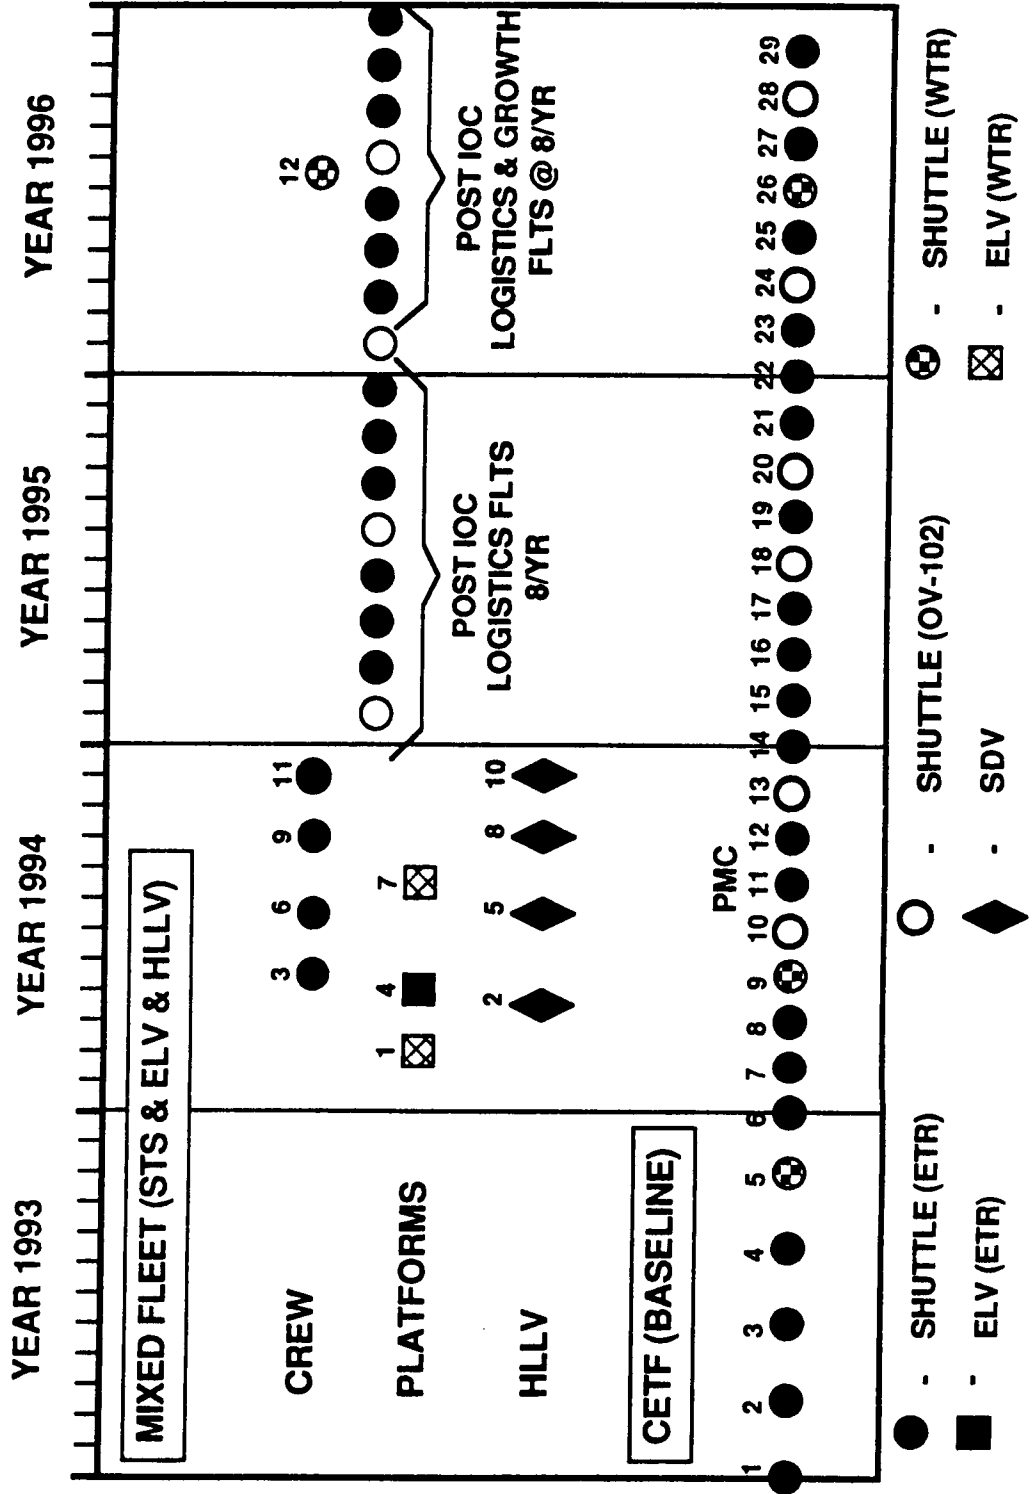 YEAR 1993
YEAR 1994
YEAR 1995
YEAR 1996
MIXED FLEET (STS & ELV & HLLV)
CREW
3
6
9
11
12
PLATFORMS
1
4
7
HLLV
2
5
8
10
POST IOC
LOGISTICS FLTS
8/YR
POST IOC
LOGISTICS & GROWTH
FLTS @ 8/YR
CETF (BASELINE)
PMC
1 2 3 4 5 6 7 8 9 10 11 12 13 14 15 16 17 18 19 20 21 22 23 24 25 26 27 28 29
- SHUTTLE (ETR)
- SHUTTLE (OV-102)
- SHUTTLE (WTR)
- ELV (ETR)
- SDV
- ELV (WTR)